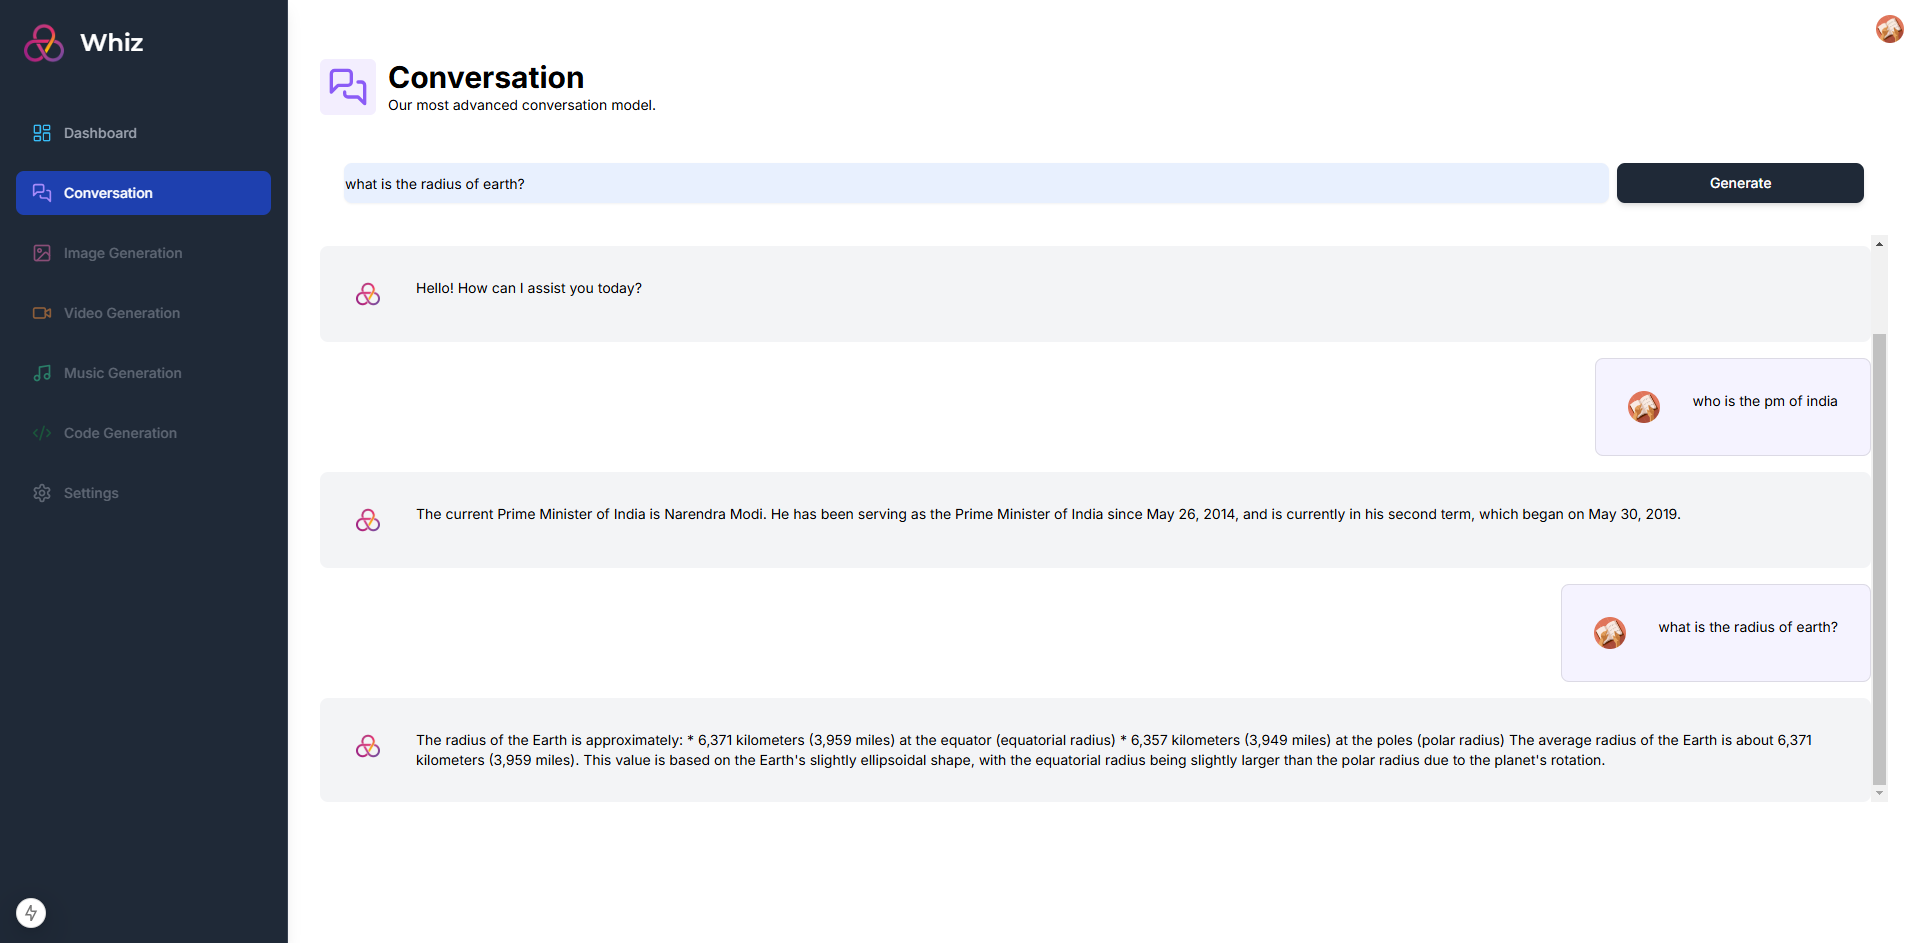 Whiz
Dashboard
Conversation
Image Generation
Video Generation
Music Generation
Code Generation
Settings
Conversation
Our most advanced conversation model.
what is the radius of earth?
Generate
Hello! How can I assist you today?
who is the pm of india
The current Prime Minister of India is Narendra Modi. He has been serving as the Prime Minister of India since May 26, 2014, and is currently in his second term, which began on May 30, 2019.
what is the radius of earth?
The radius of the Earth is approximately: * 6,371 kilometers (3,959 miles) at the equator (equatorial radius) * 6,357 kilometers (3,949 miles) at the poles (polar radius) The average radius of the Earth is about 6,371
kilometers (3,959 miles). This value is based on the Earth's slightly ellipsoidal shape, with the equatorial radius being slightly larger than the polar radius due to the planet's rotation.